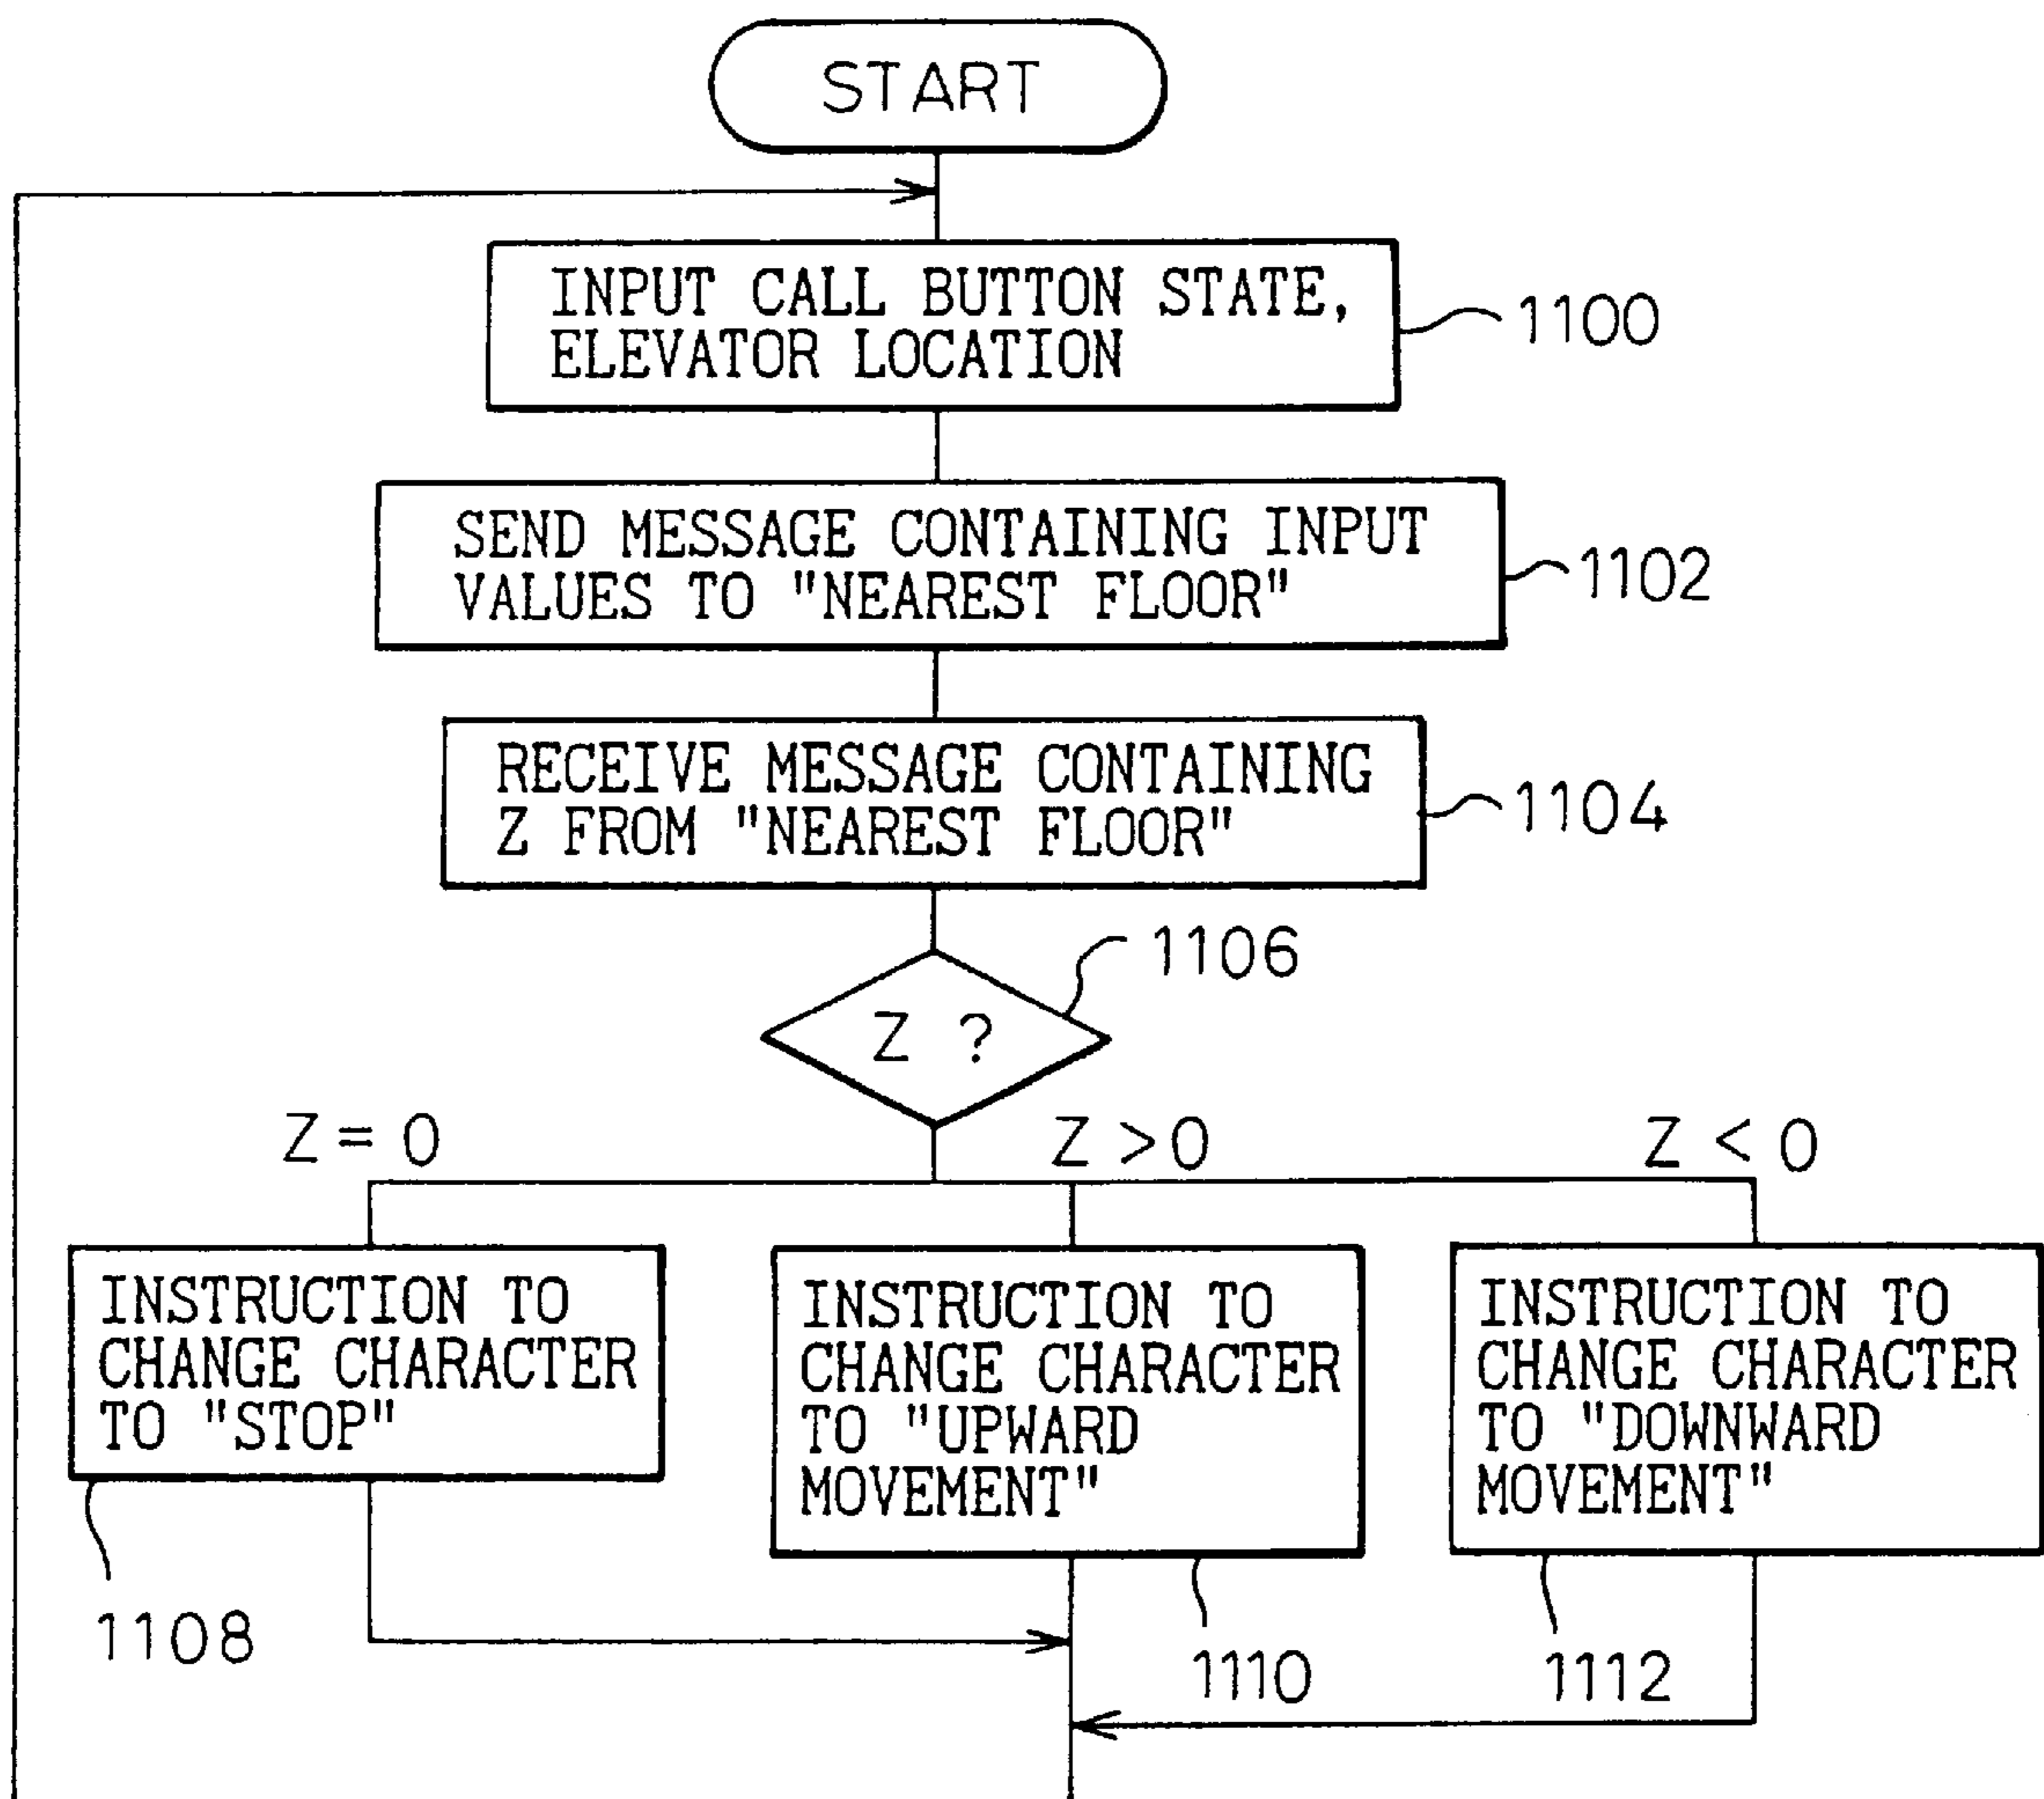 START
INPUT CALL BUTTON STATE,
ELEVATOR LOCATION
1100
SEND MESSAGE CONTAINING INPUT
VALUES TO "NEAREST FLOOR"
1102
RECEIVE MESSAGE CONTAINING
Z FROM "NEAREST FLOOR"
1104
1106
Z ?
Z = 0
Z > 0
Z < 0
INSTRUCTION TO
CHANGE CHARACTER
TO "STOP"
1108
INSTRUCTION TO
CHANGE CHARACTER
TO "UPWARD
MOVEMENT"
1110
INSTRUCTION TO
CHANGE CHARACTER
TO "DOWNWARD
MOVEMENT"
1112